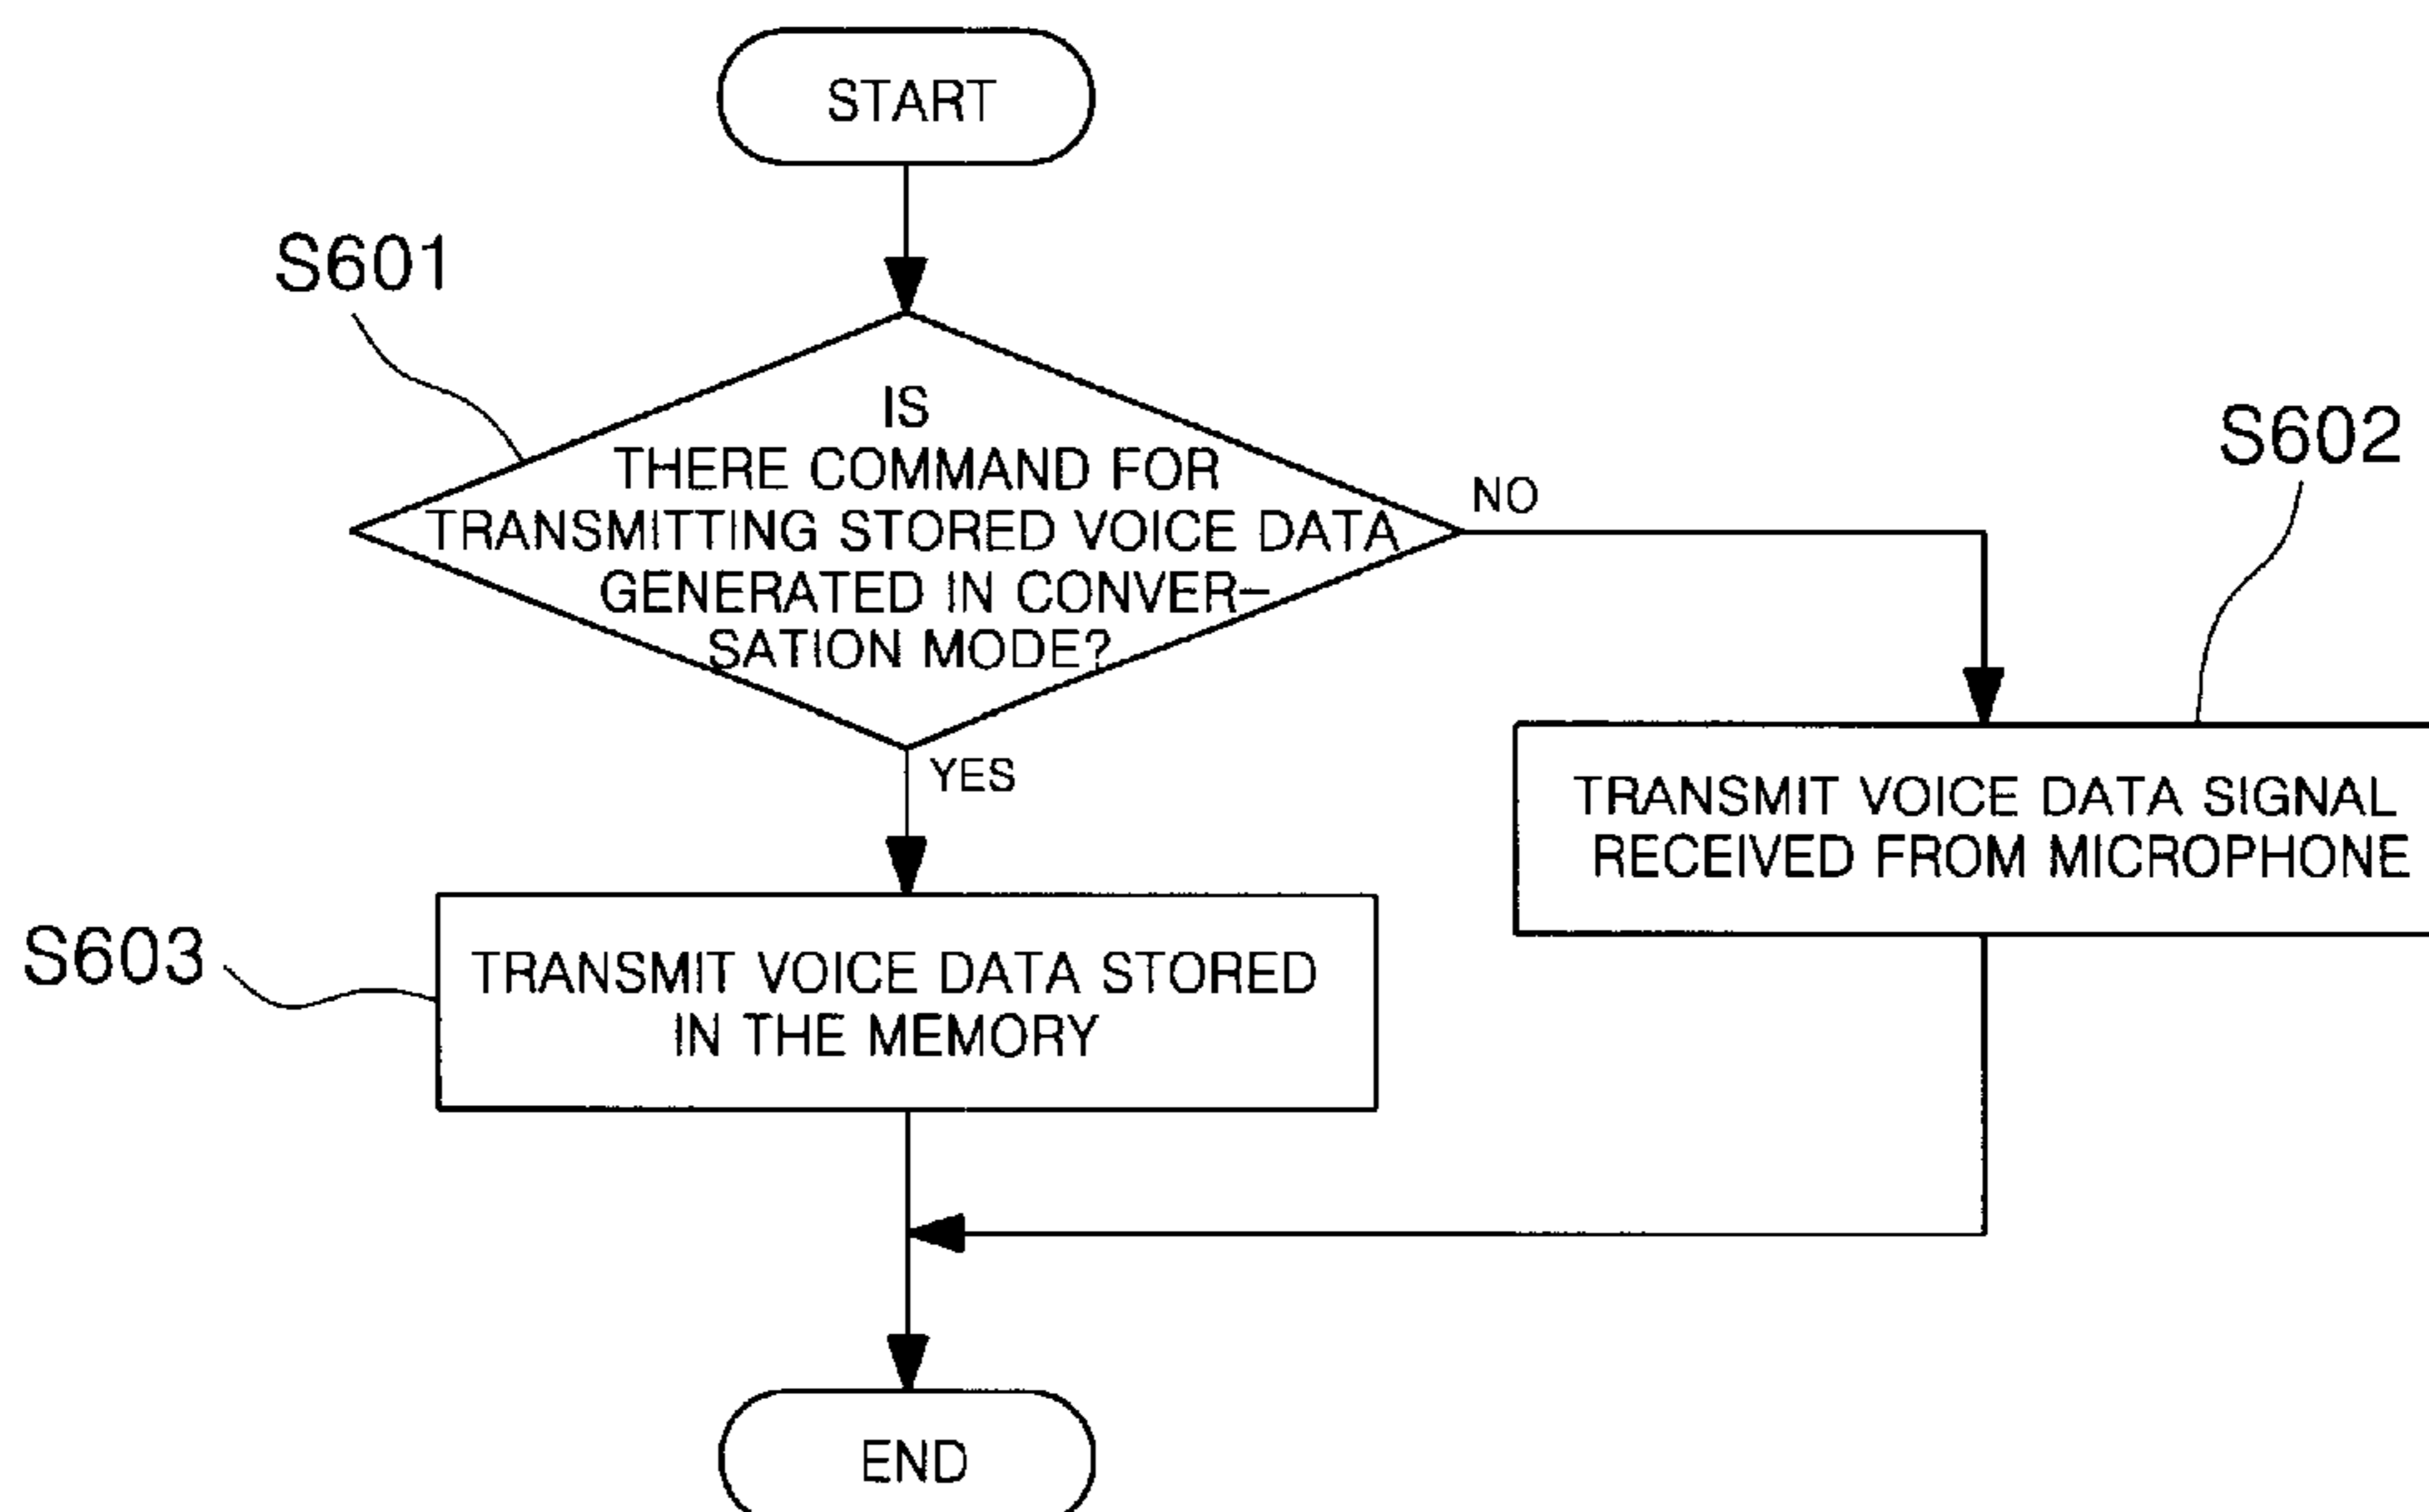 START
S601
IS
THERE COMMAND FOR
TRANSMITTING STORED VOICE DATA
GENERATED IN CONVER-
SATION MODE?
NO
S602
YES
TRANSMIT VOICE DATA SIGNAL
RECEIVED FROM MICROPHONE
S603
TRANSMIT VOICE DATA STORED
IN THE MEMORY
END